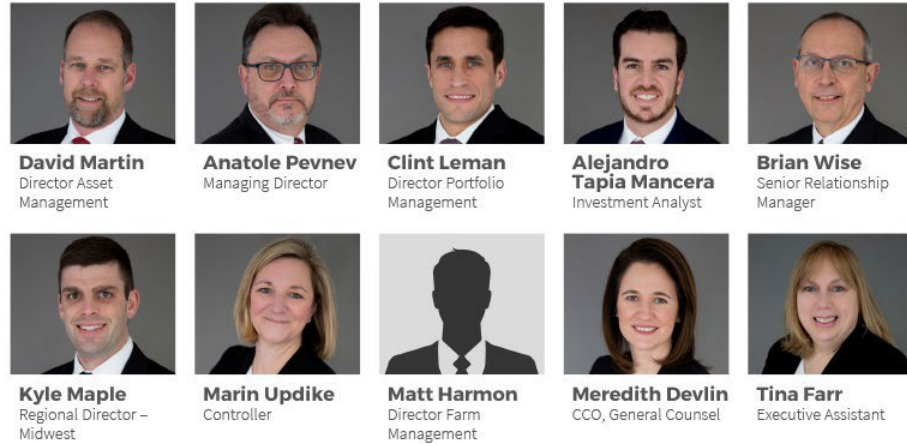 David Martin
Director Asset
Management
Anatole Pevnev
Managing Director
Clint Leman
Director Portfolio
Management
Alejandro
Tapia Mancera
Investment Analyst
Brian Wise
Senior Relationship
Manager
Kyle Maple
Regional Director –
Midwest
Marin Updike
Controller
Matt Harmon
Director Farm
Management
Meredith Devlin
CCO, General Counsel
Tina Farr
Executive Assistant